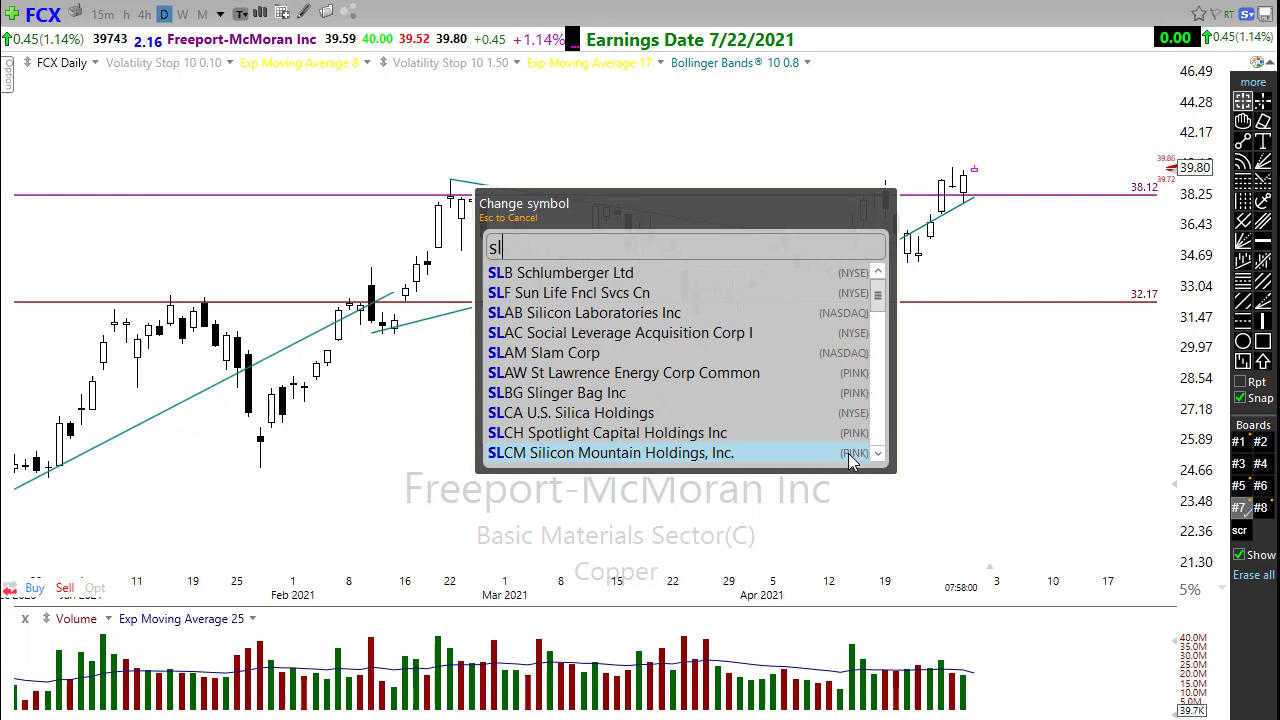 FCX 15m h 4h D W M T RT S
0.45(1.14%) 39743 2.16 Freeport-McMoran Inc 39.59 40.00 39.52 39.80 +0.45 +1.14% Earnings Date 7/22/2021 0.00 0.45(1.14%)
Option
FCX Daily Volatility Stop 10 0.10 Exp Moving Average 8 Volatility Stop 10 1.50 Exp Moving Average 17 Bollinger Bands® 10 0.8
46.49
44.28
42.17
39.86
39.80
39.72
38.12
38.25
36.43
34.69
33.04
32.17
31.47
29.97
28.54
27.18
25.89
24.66
23.48
22.36
21.30
Change symbol
Esc to Cancel
sl
SLB Schlumberger Ltd (NYSE)
SLF Sun Life Fncl Svcs Cn (NYSE)
SLAB Silicon Laboratories Inc (NASDAQ)
SLAC Social Leverage Acquisition Corp I (NYSE)
SLAM Slam Corp (NASDAQ)
SLAW St Lawrence Energy Corp Common (PINK)
SLBG Slinger Bag Inc (PINK)
SLCA U.S. Silica Holdings (NYSE)
SLCH Spotlight Capital Holdings Inc (PINK)
SLCM Silicon Mountain Holdings, Inc. (PINK)
Freeport-McMoran Inc
Basic Materials Sector(C)
Copper
more
T
Rpt
Snap
Boards
#1 #2
#3 #4
#5 #6
#7 #8
scr
Show
Erase all
Buy Sell Opt
11 19 25 1 8 16 22 1 8 15 22 29 5 12 19 07:58:00 3 10 17
Feb 2021 Mar 2021 Apr 2021
5%
X Volume Exp Moving Average 25
40.0M
35.0M
30.0M
25.0M
20.0M
15.0M
10.0M
5.0M
39.7K